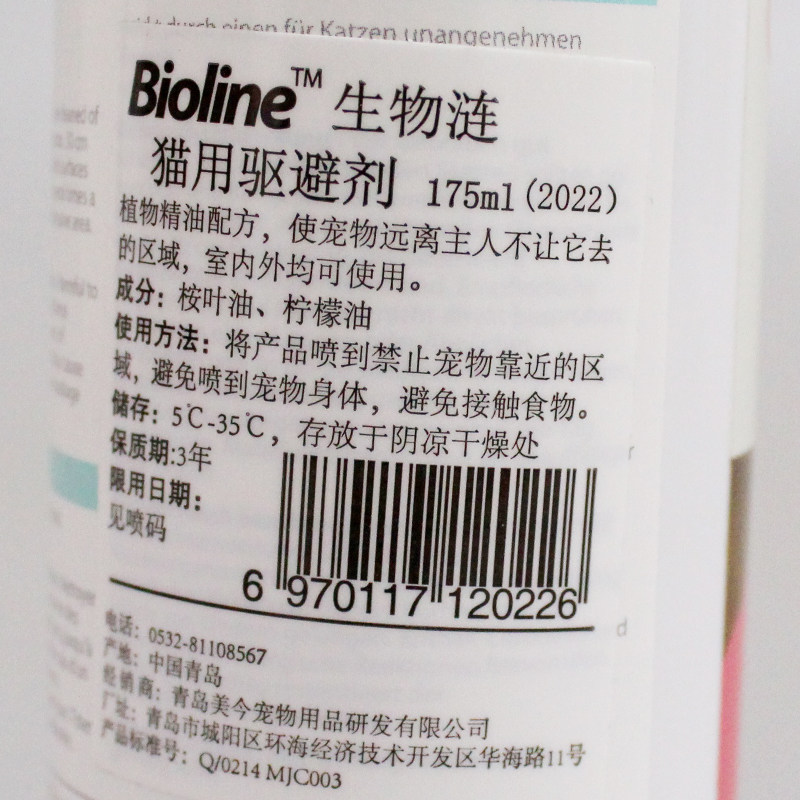 durch einen für Katzen unangenehmen
Bioline™ 生物涟
猫用驱避剂 175ml(2022)
植物精油配方，使宠物远离主人不让它去
的区域，室内外均可使用。
成分：桉叶油、柠檬油
使用方法：将产品喷到禁止宠物靠近的区
域，避免喷到宠物身体，避免接触食物。
储存：5℃-35℃，存放于阴凉干燥处
保质期:3年
限用日期：
见喷码
6 970117 120226
电话：0532-81108567
产地：中国青岛
经销商：青岛美今宠物用品研发有限公司
厂址：青岛市城阳区环海经济技术开发区华海路11号
产品标准号：Q/0214 MJC003